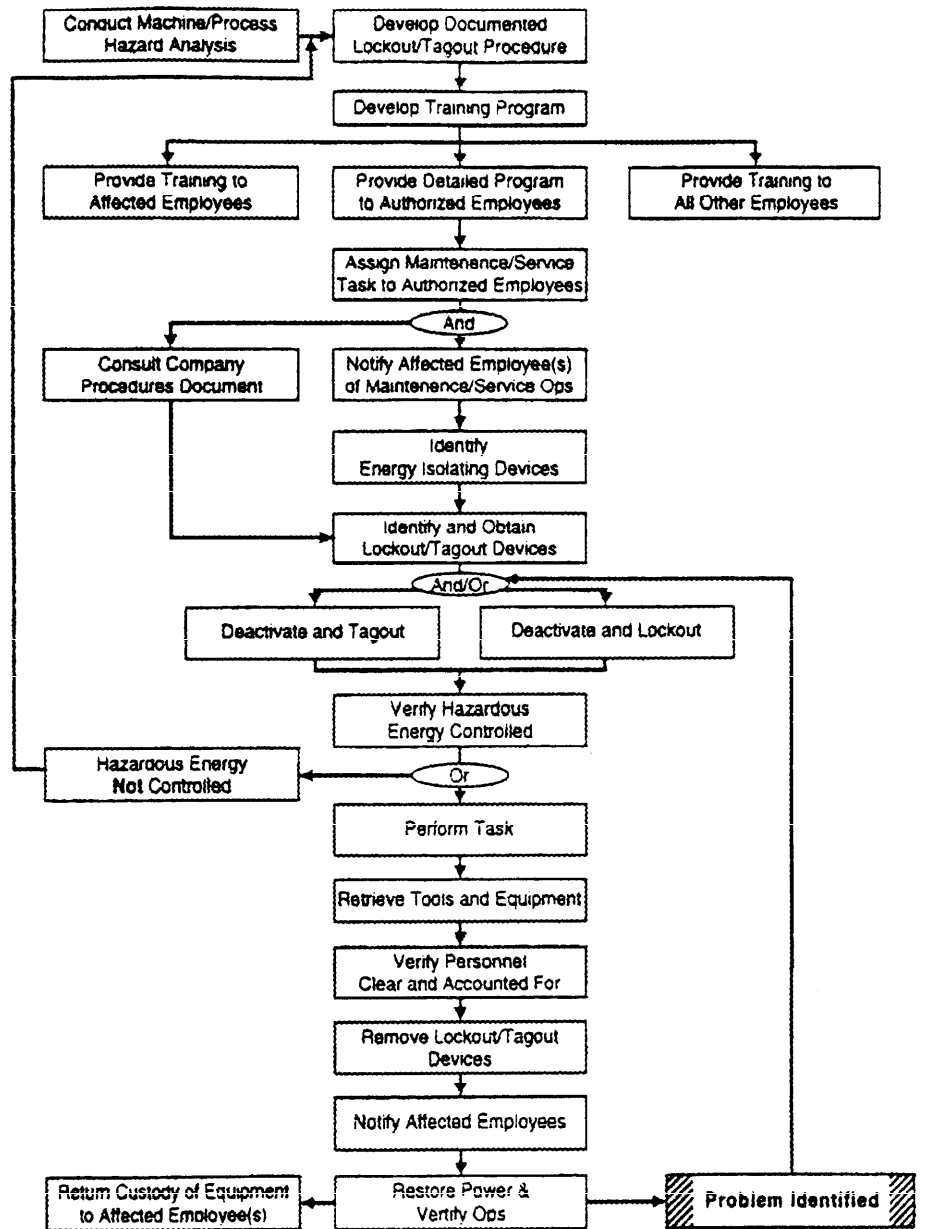 Conduct Machine/Process
Hazard Analysis
Develop Documented
Lockout/Tagout Procedure
Develop Training Program
Provide Training to
Affected Employees
Provide Detailed Program
to Authorized Employees
Provide Training to
All Other Employees
Assign Maintenence/Service
Task to Authorized Employees
And
Consult Company
Procedures Document
Notify Affected Employee(s)
of Maintenence/Service Ops
Identify
Energy Isolating Devices
Identify and Obtain
Lockout/Tagout Devices
And/Or
Deactivate and Tagout
Deactivate and Lockout
Verify Hazardous
Energy Controlled
Hazardous Energy
Not Controlled
Or
Perform Task
Retrieve Tools and Equipment
Verify Personnel
Clear and Accounted For
Remove Lockout/Tagout
Devices
Notify Affected Employees
Return Custody of Equipment
to Affected Employee(s)
Restore Power &
Vertify Ops
Problem Identified